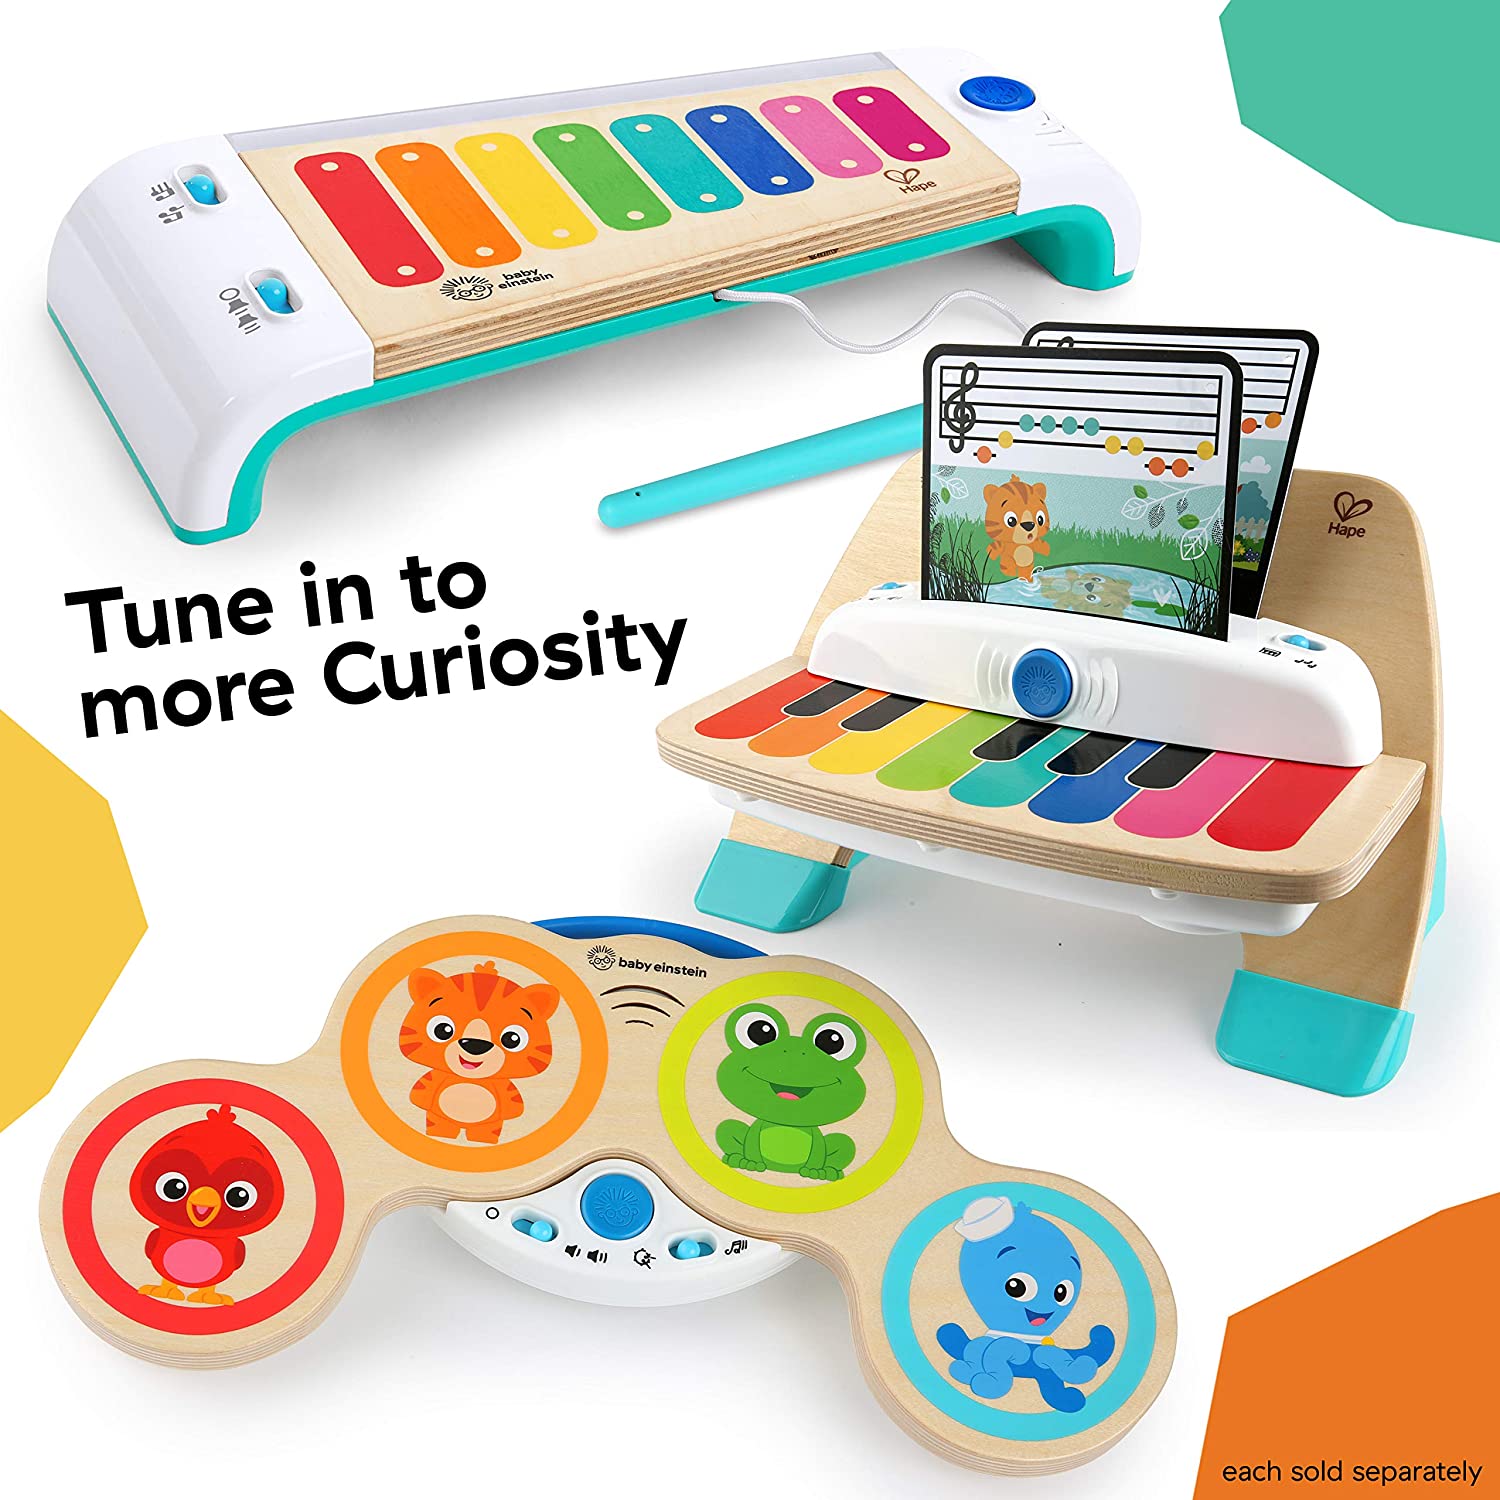 Hape
baby
einstein
Hape
Tune in to
more Curiosity
baby einstein
each sold separately